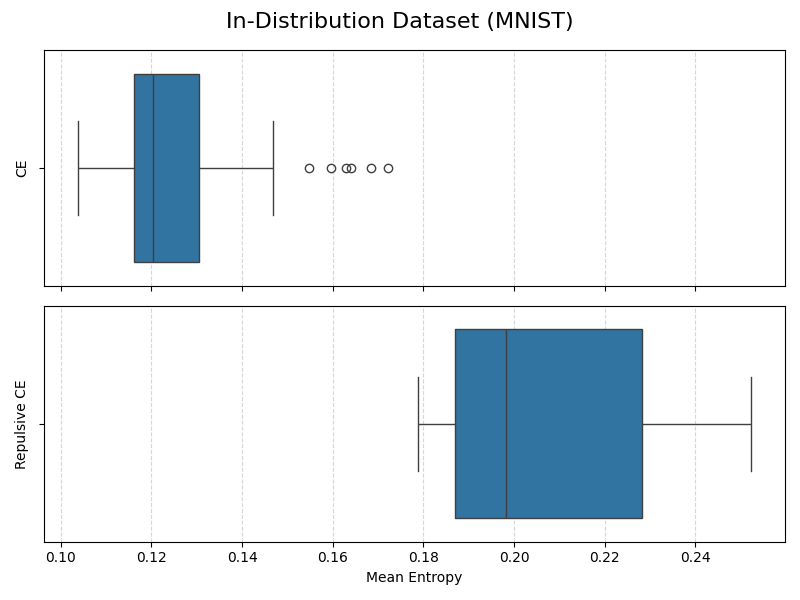 In-Distribution Dataset (MNIST)
CE
Repulsive CE
0.10 0.12 0.14 0.16 0.18 0.20 0.22 0.24
Mean Entropy